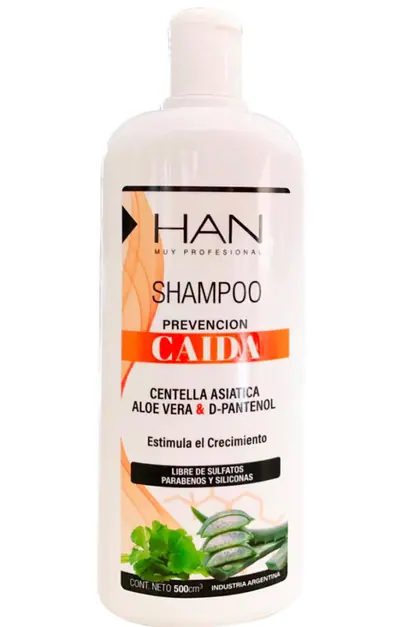 HAN
MUY PROFESIONAL
SHAMPOO
PREVENCION
CAIDA
CENTELLA ASIATICA
ALOE VERA & D-PANTENOL
Estimula el Crecimiento
LIBRE DE SULFATOS
PARABENOS Y SILICONAS
CONT. NETO 500cm³ INDUSTRIA ARGENTINA